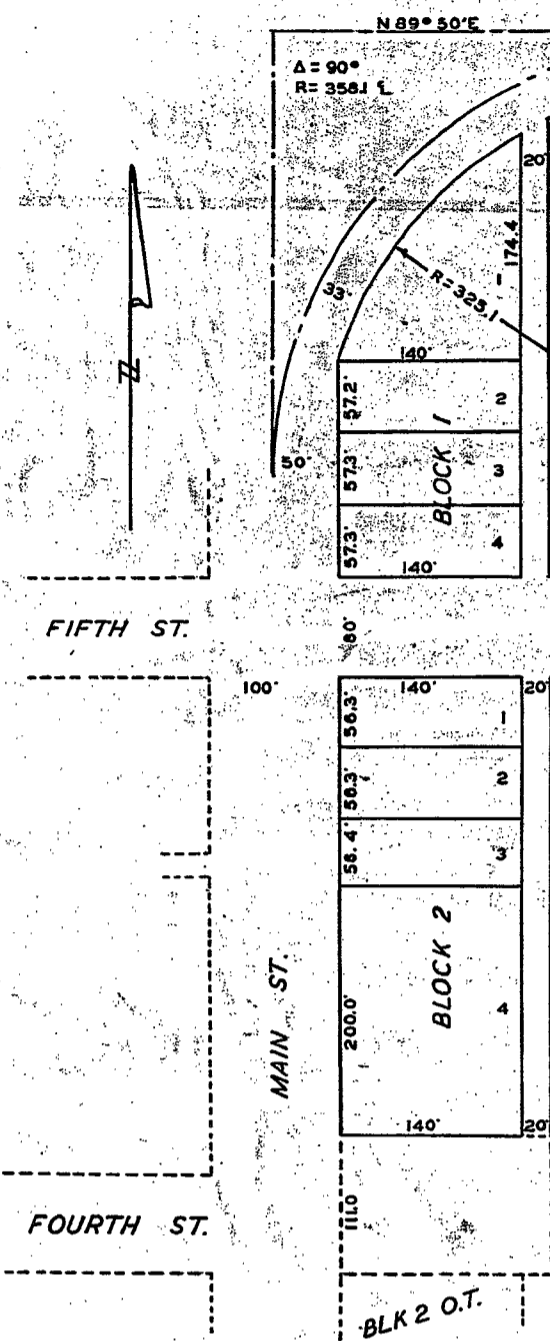 N 89° 50'E
Δ = 90°
R= 358.1 ℄
20'
174.4
R=325.1
33'
140'
57.2'
2
50'
57.3'
3
BLOCK 1
57.3'
4
140'
FIFTH ST.
80'
100'
140'
20'
56.3'
1
56.3'
2
56.4'
3
BLOCK 2
200.0'
4
MAIN ST.
140'
20'
FOURTH ST.
111.0
BLK 2 O.T.